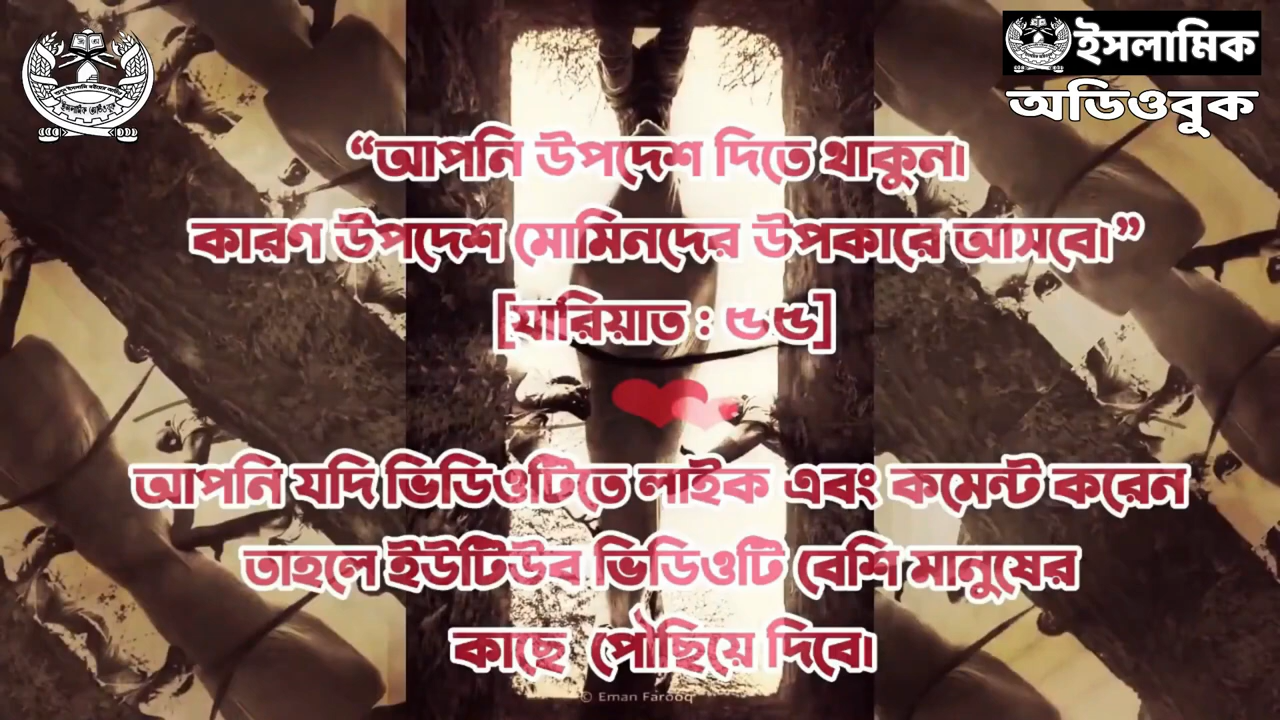 ইসলামিক
অডিওবুক
“আপনি উপদেশ দিতে থাকুন।
কারণ উপদেশ মোমিনদের উপকারে আসবে।”
[যারিয়াত : ৫৫]
আপনি যদি ভিডিওটিতে লাইক এবং কমেন্ট করেন
তাহলে ইউটিউব ভিডিওটি বেশি মানুষের
কাছে পৌছিয়ে দিবে।
© Eman Farooq